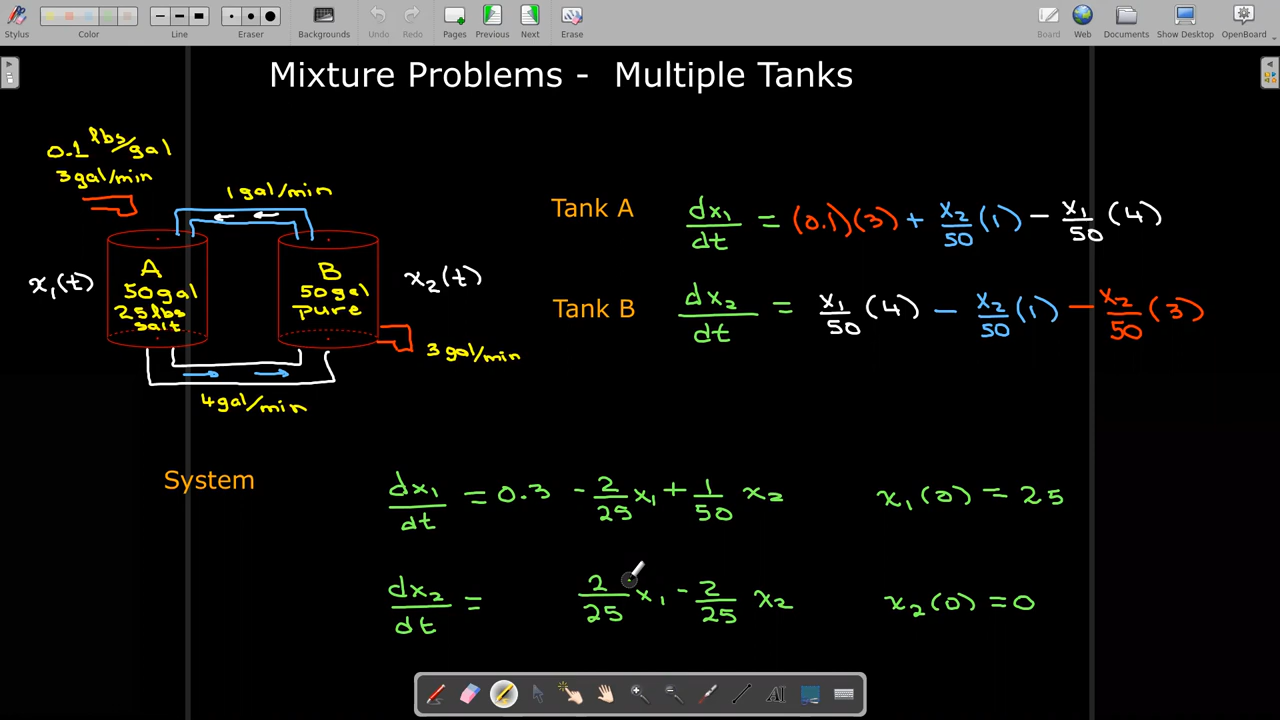 Stylus Color Line Eraser Backgrounds Undo Redo Pages Previous Next Erase Board Web Documents Show Desktop OpenBoard
Mixture Problems - Multiple Tanks
0.1 lbs/gal
3 gal/min
1 gal/min
x₁(t)
A
50 gal
25 lbs
salt
B
50 gal
pure
x₂(t)
3 gal/min
4 gal/min
Tank A dx₁/dt = (0.1)(3) + x₂/50 (1) - x₁/50 (4)
Tank B dx₂/dt = x₁/50 (4) - x₂/50 (1) - x₂/50 (3)
System
dx₁/dt = 0.3 - 2/25 x₁ + 1/50 x₂ x₁(0) = 25
dx₂/dt = 2/25 x₁ - 2/25 x₂ x₂(0) = 0
AI